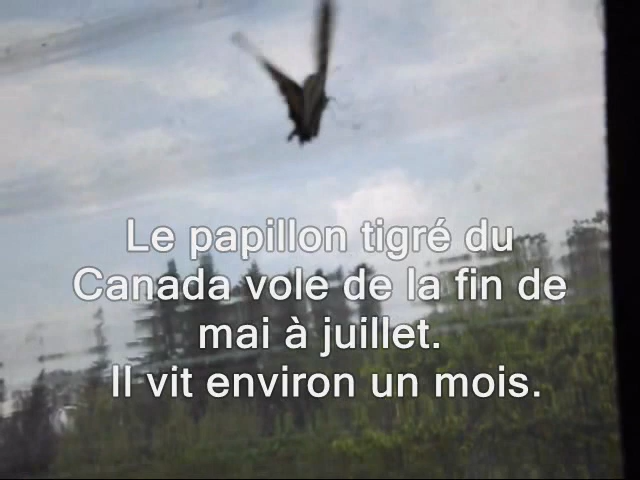 Le papillon tigré du
Canada vole de la fin de
mai à juillet.
Il vit environ un mois.